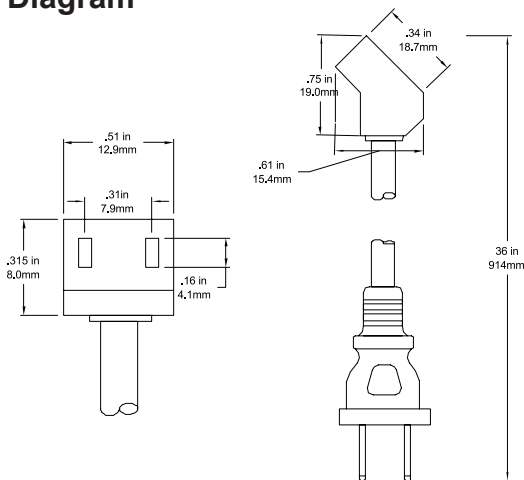 Diagram
.34 in
18.7mm
.75 in
19.0mm
.51 in
12.9mm
.61 in
15.4mm
.31in
7.9mm
.315 in
8.0mm
.16 in
4.1mm
36 in
914mm